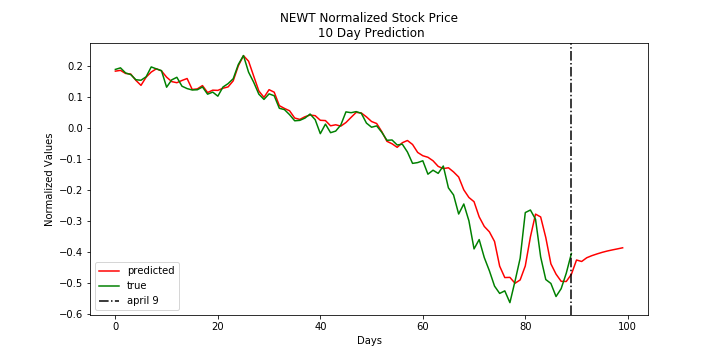 NEWT Normalized Stock Price
10 Day Prediction
Normalized Values
0.2
0.1
0.0
−0.1
−0.2
−0.3
−0.4
−0.5
−0.6
predicted
true
april 9
0 20 40 60 80 100
Days